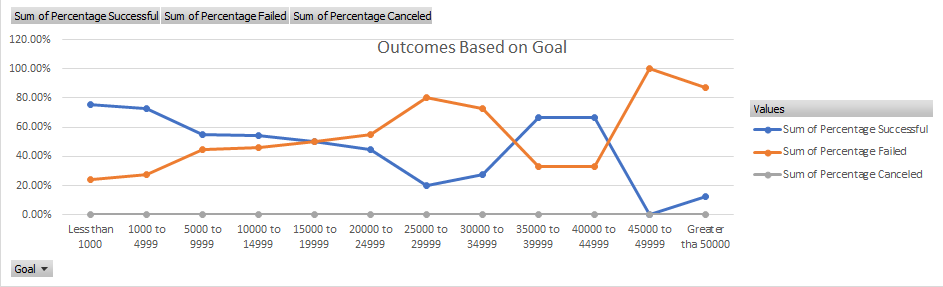 Sum of Percentage Successful Sum of Percentage Failed Sum of Percentage Canceled
Outcomes Based on Goal
120.00%
100.00%
80.00%
60.00%
40.00%
20.00%
0.00%
Less than
1000
1000 to
4999
5000 to
9999
10000 to
14999
15000 to
19999
20000 to
24999
25000 to
29999
30000 to
34999
35000 to
39999
40000 to
44999
45000 to
49999
Greater
tha 50000
Values
Sum of Percentage Successful
Sum of Percentage Failed
Sum of Percentage Canceled
Goal